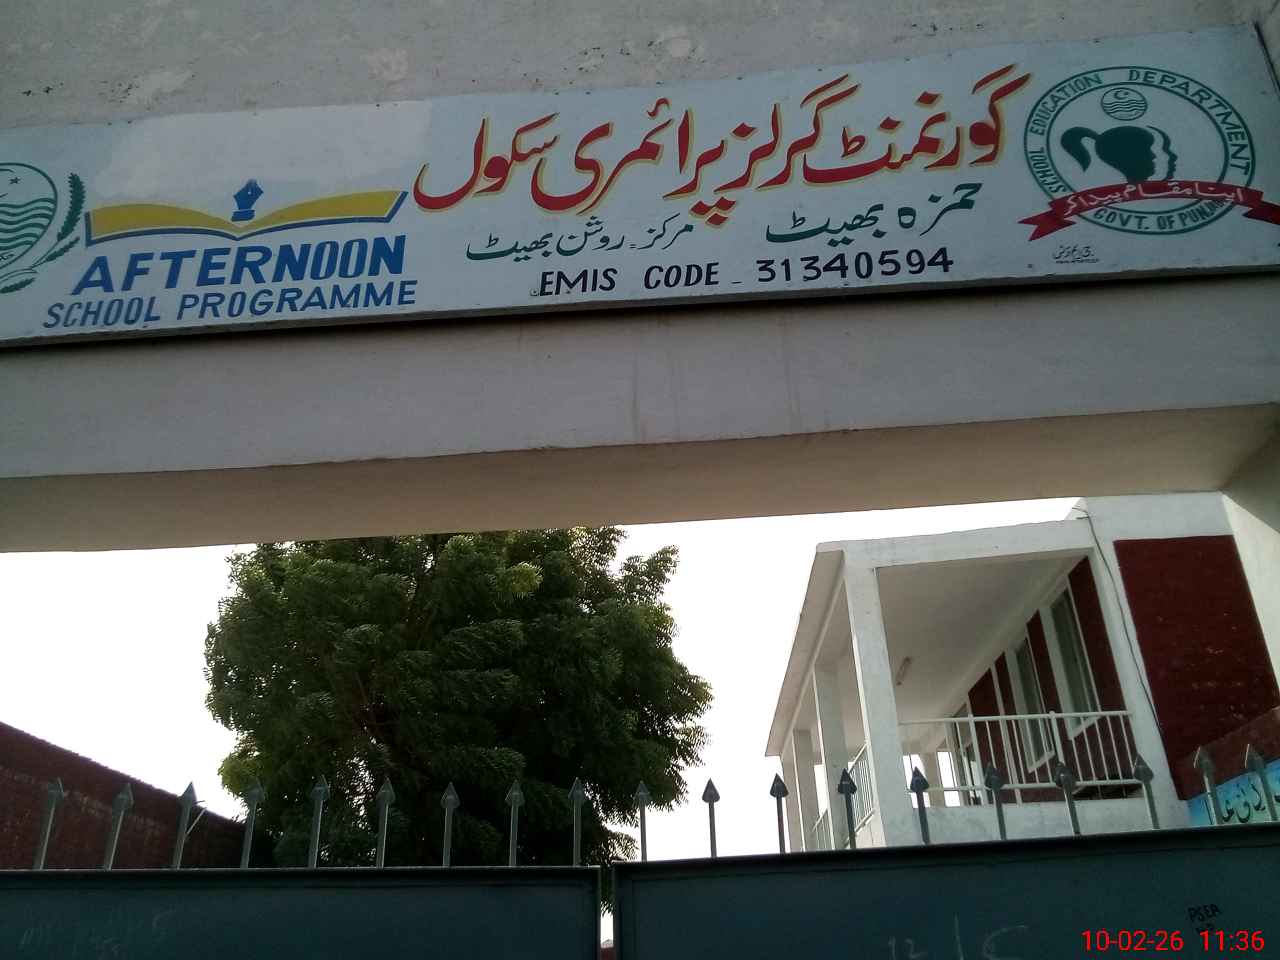 گورنمنٹ گرلز پرائمری سکول
حمزہ بھیٹ
مرکز۔ روشن بھیٹ
EMIS CODE - 31340594
AFTERNOON
SCHOOL PROGRAMME
SCHOOL EDUCATION DEPARTMENT
اپنا مقام پیدا کر
GOVT. OF PUNJAB
PSER
10-02-26 11:36